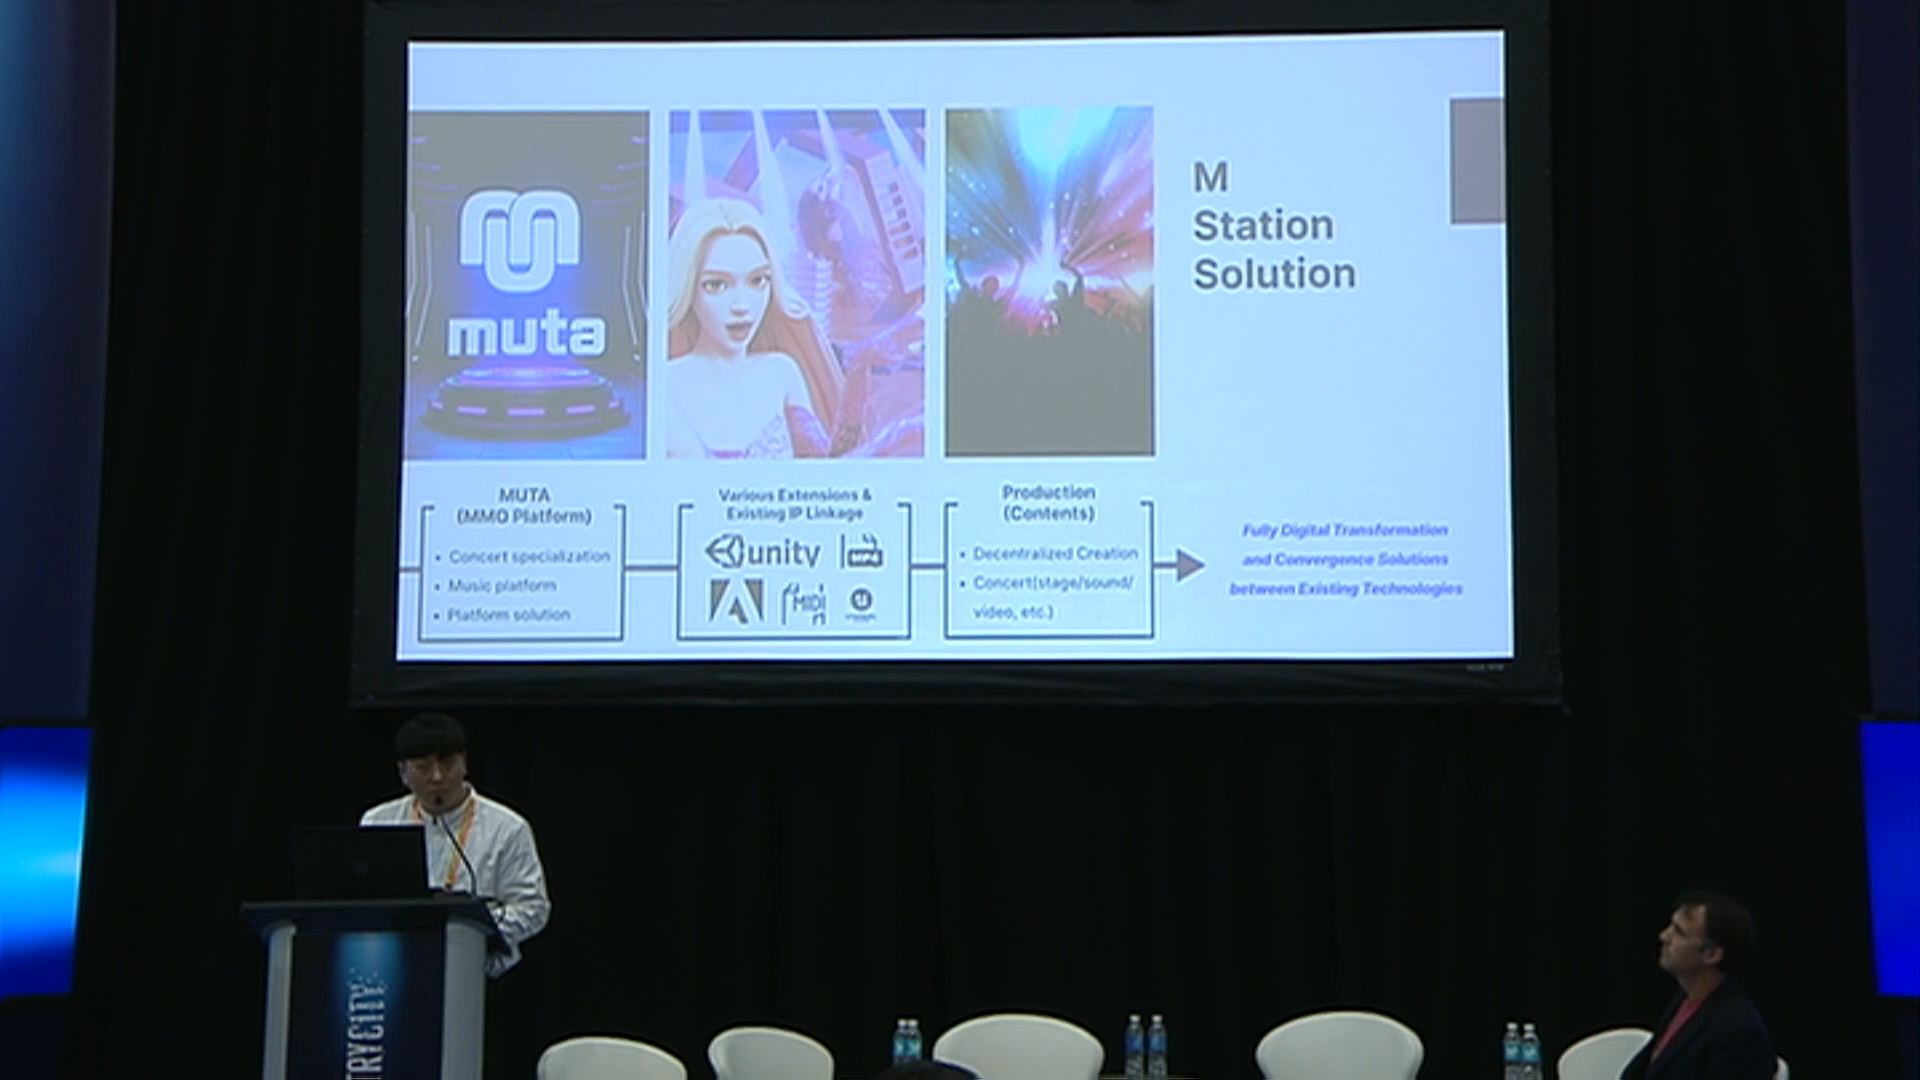 muta
M
Station
Solution
MUTA
(MMO Platform)
• Concert specialization
• Music platform
• Platform solution
Various Extensions &
Existing IP Linkage
unity
MIDI
Production
(Contents)
• Decentralized Creation
• Concert(stage/sound/
video, etc.)
Fully Digital Transformation
and Convergence Solutions
between Existing Technologies
TRYCITY